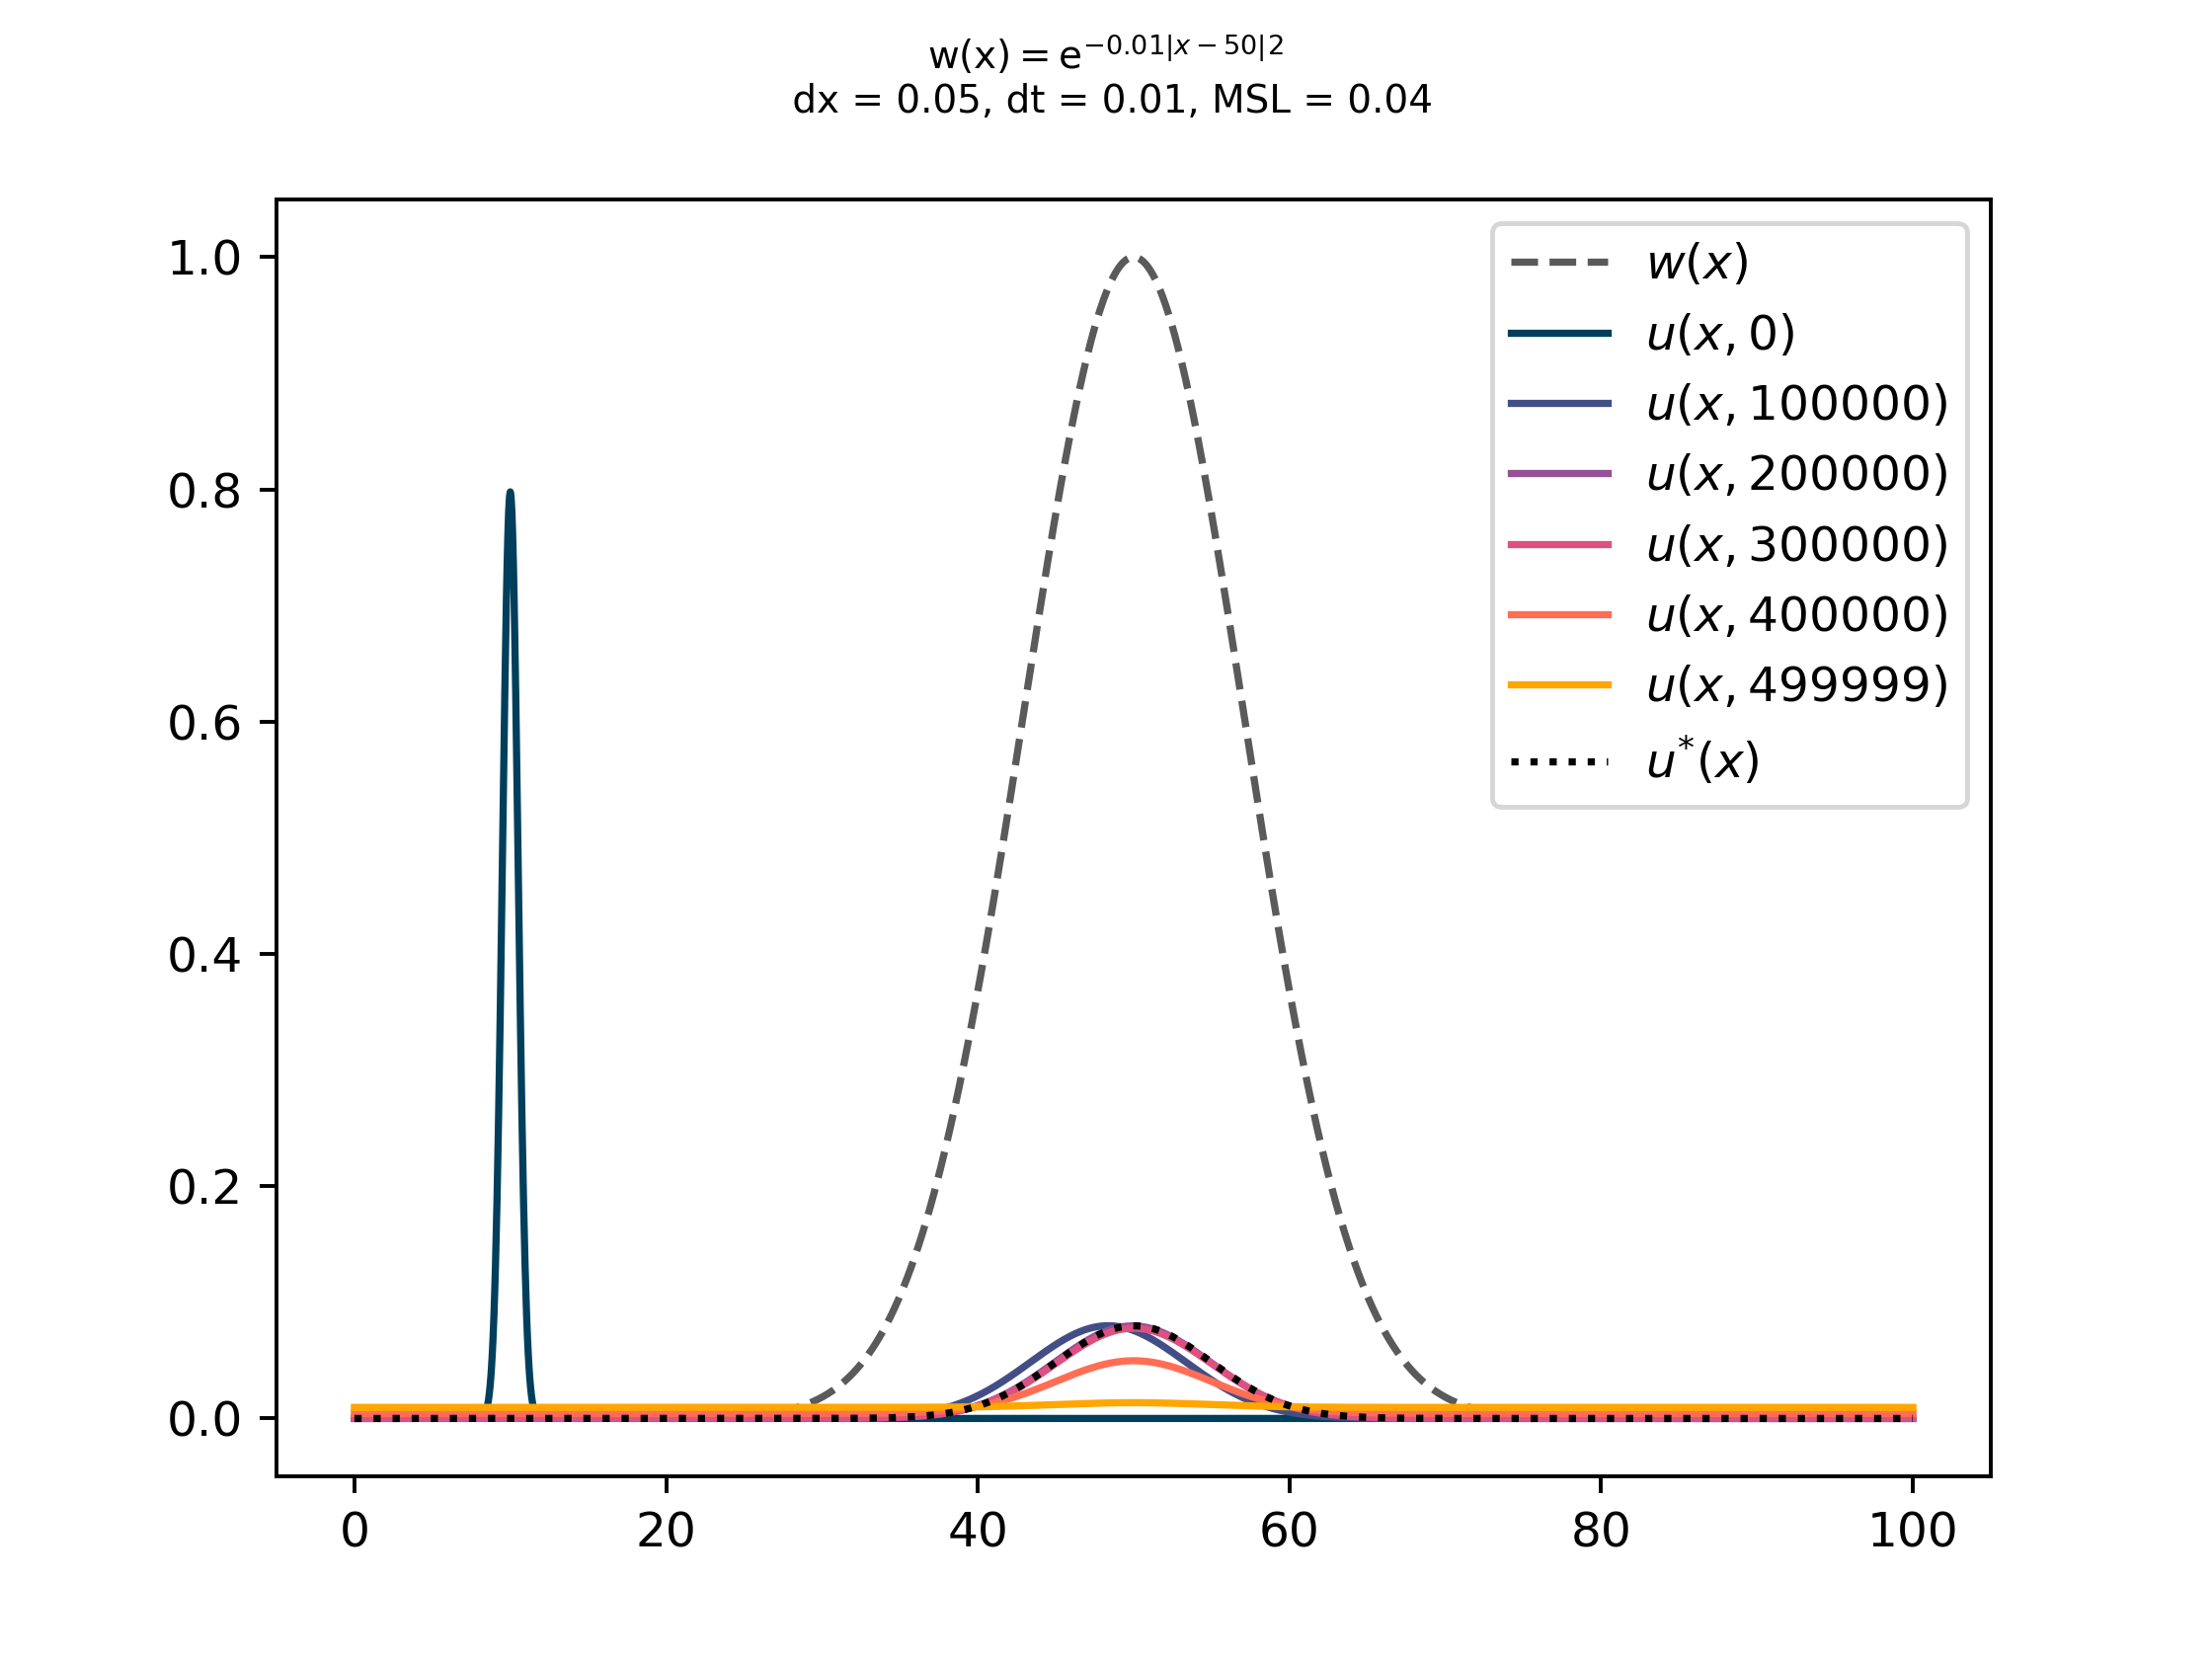 w(x) = e^{−0.01|x − 50|2}
dx = 0.05, dt = 0.01, MSL = 0.04
1.0
0.8
0.6
0.4
0.2
0.0
0 20 40 60 80 100
w(x)
u(x, 0)
u(x, 100000)
u(x, 200000)
u(x, 300000)
u(x, 400000)
u(x, 499999)
u*(x)